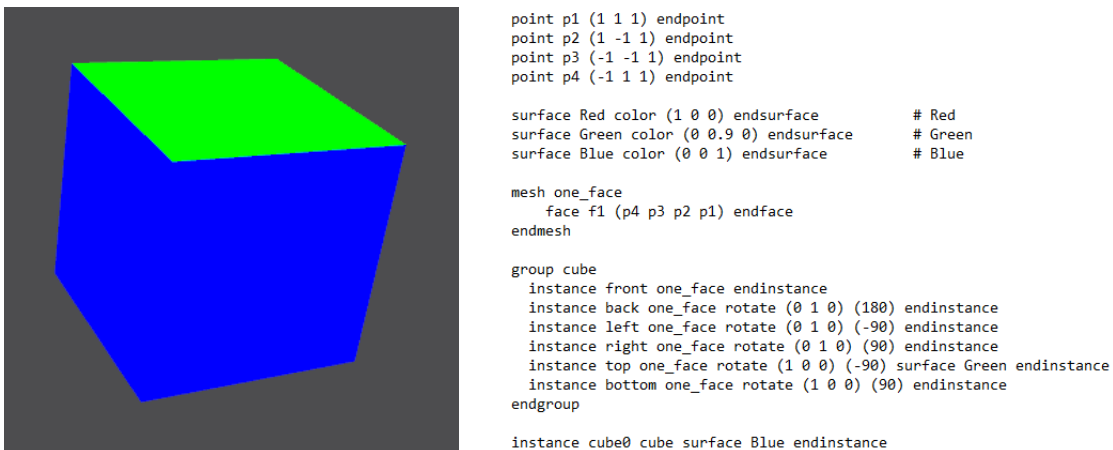 point p1 (1 1 1) endpoint
point p2 (1 -1 1) endpoint
point p3 (-1 -1 1) endpoint
point p4 (-1 1 1) endpoint
surface Red color (1 0 0) endsurface # Red
surface Green color (0 0.9 0) endsurface # Green
surface Blue color (0 0 1) endsurface # Blue
mesh one_face
face f1 (p4 p3 p2 p1) endface
endmesh
group cube
instance front one_face endinstance
instance back one_face rotate (0 1 0) (180) endinstance
instance left one_face rotate (0 1 0) (-90) endinstance
instance right one_face rotate (0 1 0) (90) endinstance
instance top one_face rotate (1 0 0) (-90) surface Green endinstance
instance bottom one_face rotate (1 0 0) (90) endinstance
endgroup
instance cube0 cube surface Blue endinstance